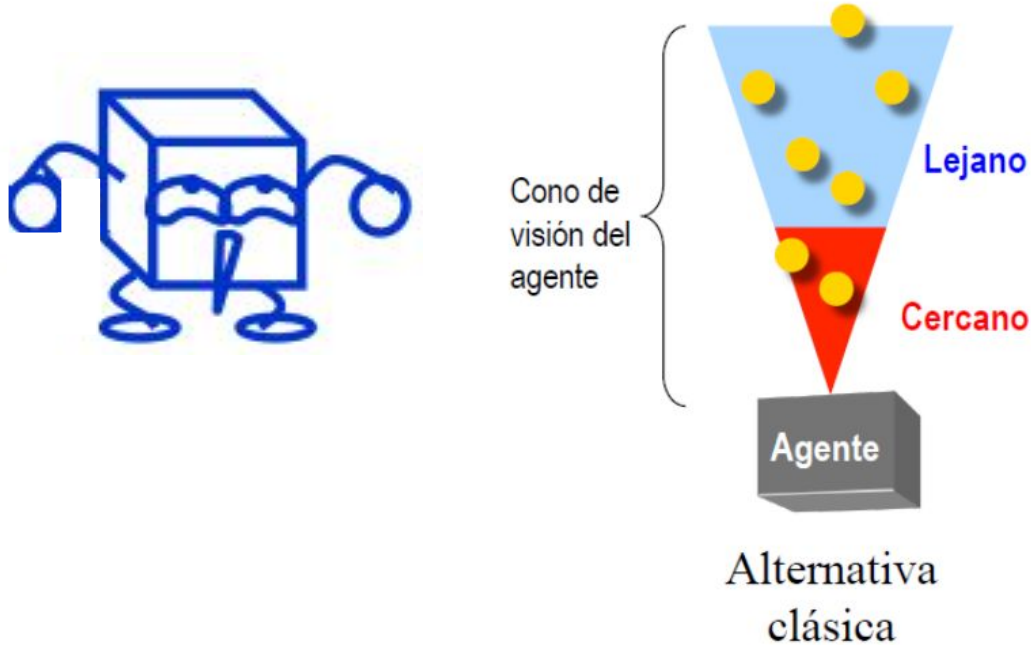 Lejano
Cono de
visión del
agente
Cercano
Agente
Alternativa
clásica